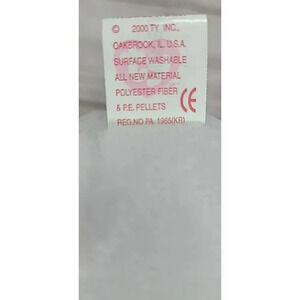 © 2000 TY INC.,
OAKBROOK, IL. U.S.A.
SURFACE WASHABLE
ALL NEW MATERIAL
POLYESTER FIBER
& P.E. PELLETS CE
REG.NO PA. 1965(KR)